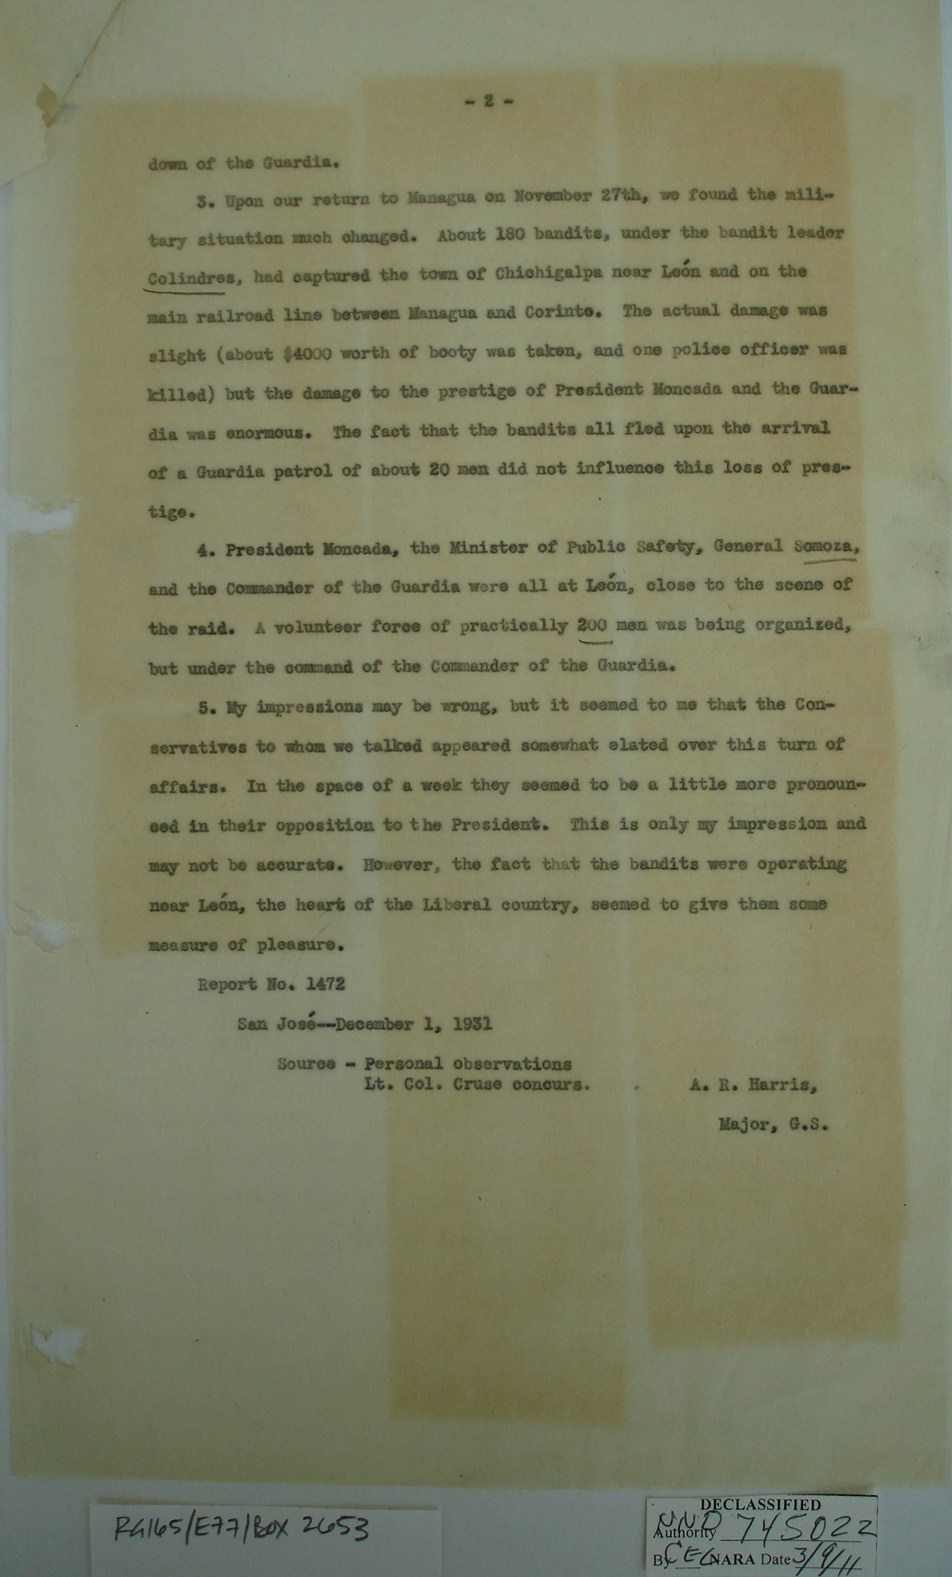 - 2 -
down of the Guardia.
3. Upon our return to Managua on November 27th, we found the mili-
tary situation much changed. About 180 bandits, under the bandit leader
Colindres, had captured the town of Chichigalpa near León and on the
main railroad line between Managua and Corinto. The actual damage was
slight (about $4000 worth of booty was taken, and one police officer was
killed) but the damage to the prestige of President Moncada and the Guar-
dia was enormous. The fact that the bandits all fled upon the arrival
of a Guardia patrol of about 20 men did not influence this loss of pres-
tige.
4. President Moncada, the Minister of Public Safety, General Somoza,
and the Commander of the Guardia were all at León, close to the scene of
the raid. A volunteer force of practically 200 men was being organized,
but under the command of the Commander of the Guardia.
5. My impressions may be wrong, but it seemed to me that the Con-
servatives to whom we talked appeared somewhat elated over this turn of
affairs. In the space of a week they seemed to be a little more pronoun-
ced in their opposition to the President. This is only my impression and
may not be accurate. However, the fact that the bandits were operating
near León, the heart of the Liberal country, seemed to give them some
measure of pleasure.
Report No. 1472
San José--December 1, 1931
Source - Personal observations
Lt. Col. Cruse concurs.
A. R. Harris,
Major, G.S.
RG165/E77/Box 2653
DECLASSIFIED
Authority NND 745022
By CEC NARA Date 3/9/11